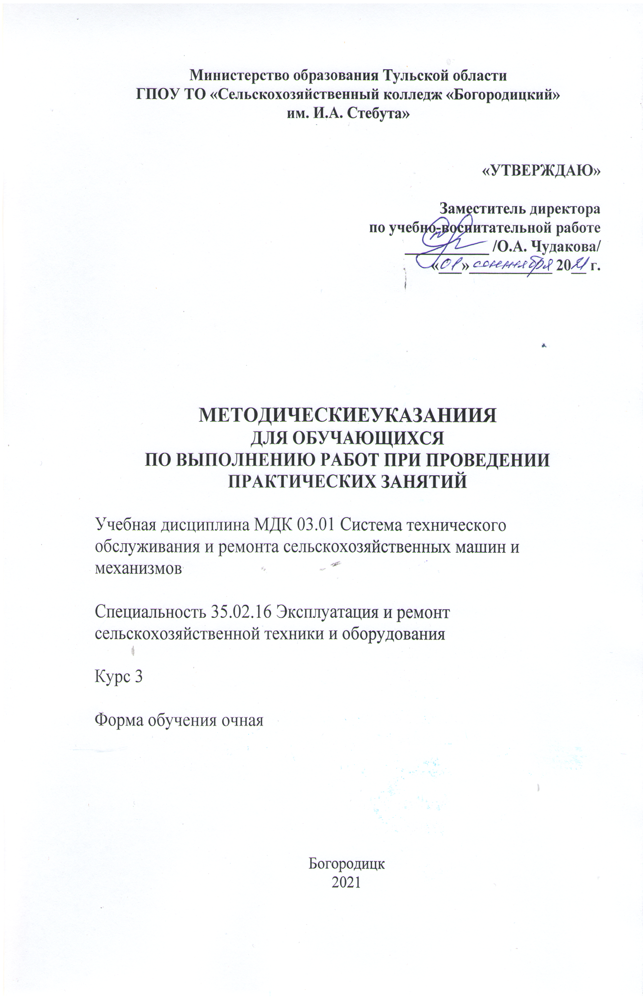 Министерство образования Тульской области
ГПОУ ТО «Сельскохозяйственный колледж «Богородицкий»
им. И.А. Стебута»
«УТВЕРЖДАЮ»
Заместитель директора
по учебно-воспитательной работе
/О.А. Чудакова/
«01» сентября 2021 г.
МЕТОДИЧЕСКИЕУКАЗАНИИЯ
ДЛЯ ОБУЧАЮЩИХСЯ
ПО ВЫПОЛНЕНИЮ РАБОТ ПРИ ПРОВЕДЕНИИ
ПРАКТИЧЕСКИХ ЗАНЯТИЙ
Учебная дисциплина МДК 03.01 Система технического
обслуживания и ремонта сельскохозяйственных машин и
механизмов
Специальность 35.02.16 Эксплуатация и ремонт
сельскохозяйственной техники и оборудования
Курс 3
Форма обучения очная
Богородицк
2021